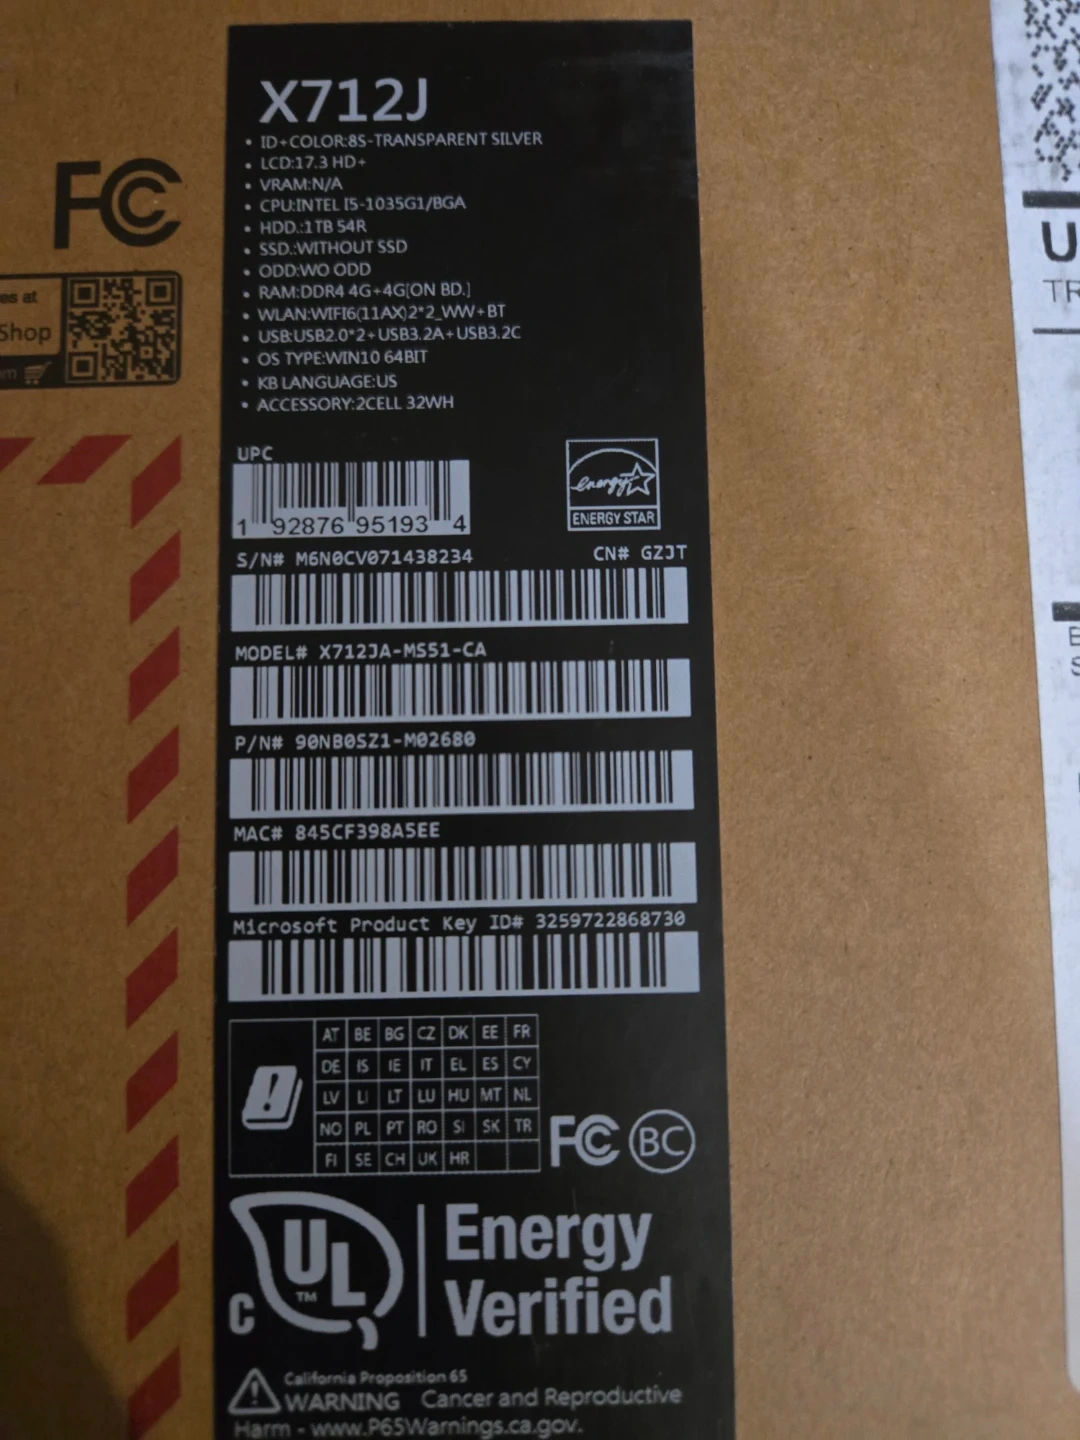 X712J
• ID+COLOR:8S-TRANSPARENT SILVER
• LCD:17.3 HD+
• VRAM:N/A
• CPU:INTEL I5-1035G1/BGA
• HDD.:1TB 54R
• SSD.:WITHOUT SSD
• ODD:WO ODD
• RAM:DDR4 4G+4G[ON BD.]
• WLAN:WIFI6(11AX)2*2_WW+BT
• USB:USB2.0*2+USB3.2A+USB3.2C
• OS TYPE:WIN10 64BIT
• KB LANGUAGE:US
• ACCESSORY:2CELL 32WH
FC
es at
Shop
om
UPC
1 92876 95193 4
energy
ENERGY STAR
S/N# M6N0CV071438234 CN# GZJT
MODEL# X712JA-MS51-CA
P/N# 90NB0SZ1-M02680
MAC# 845CF398A5EE
Microsoft Product Key ID# 3259722868730
AT BE BG CZ DK EE FR
DE IS IE IT EL ES CY
LV LI LT LU HU MT NL
NO PL PT RO SI SK TR
FI SE CH UK HR
FC BC
C UL TM
Energy
Verified
California Proposition 65
WARNING Cancer and Reproductive
Harm - www.P65Warnings.ca.gov.
U
TR